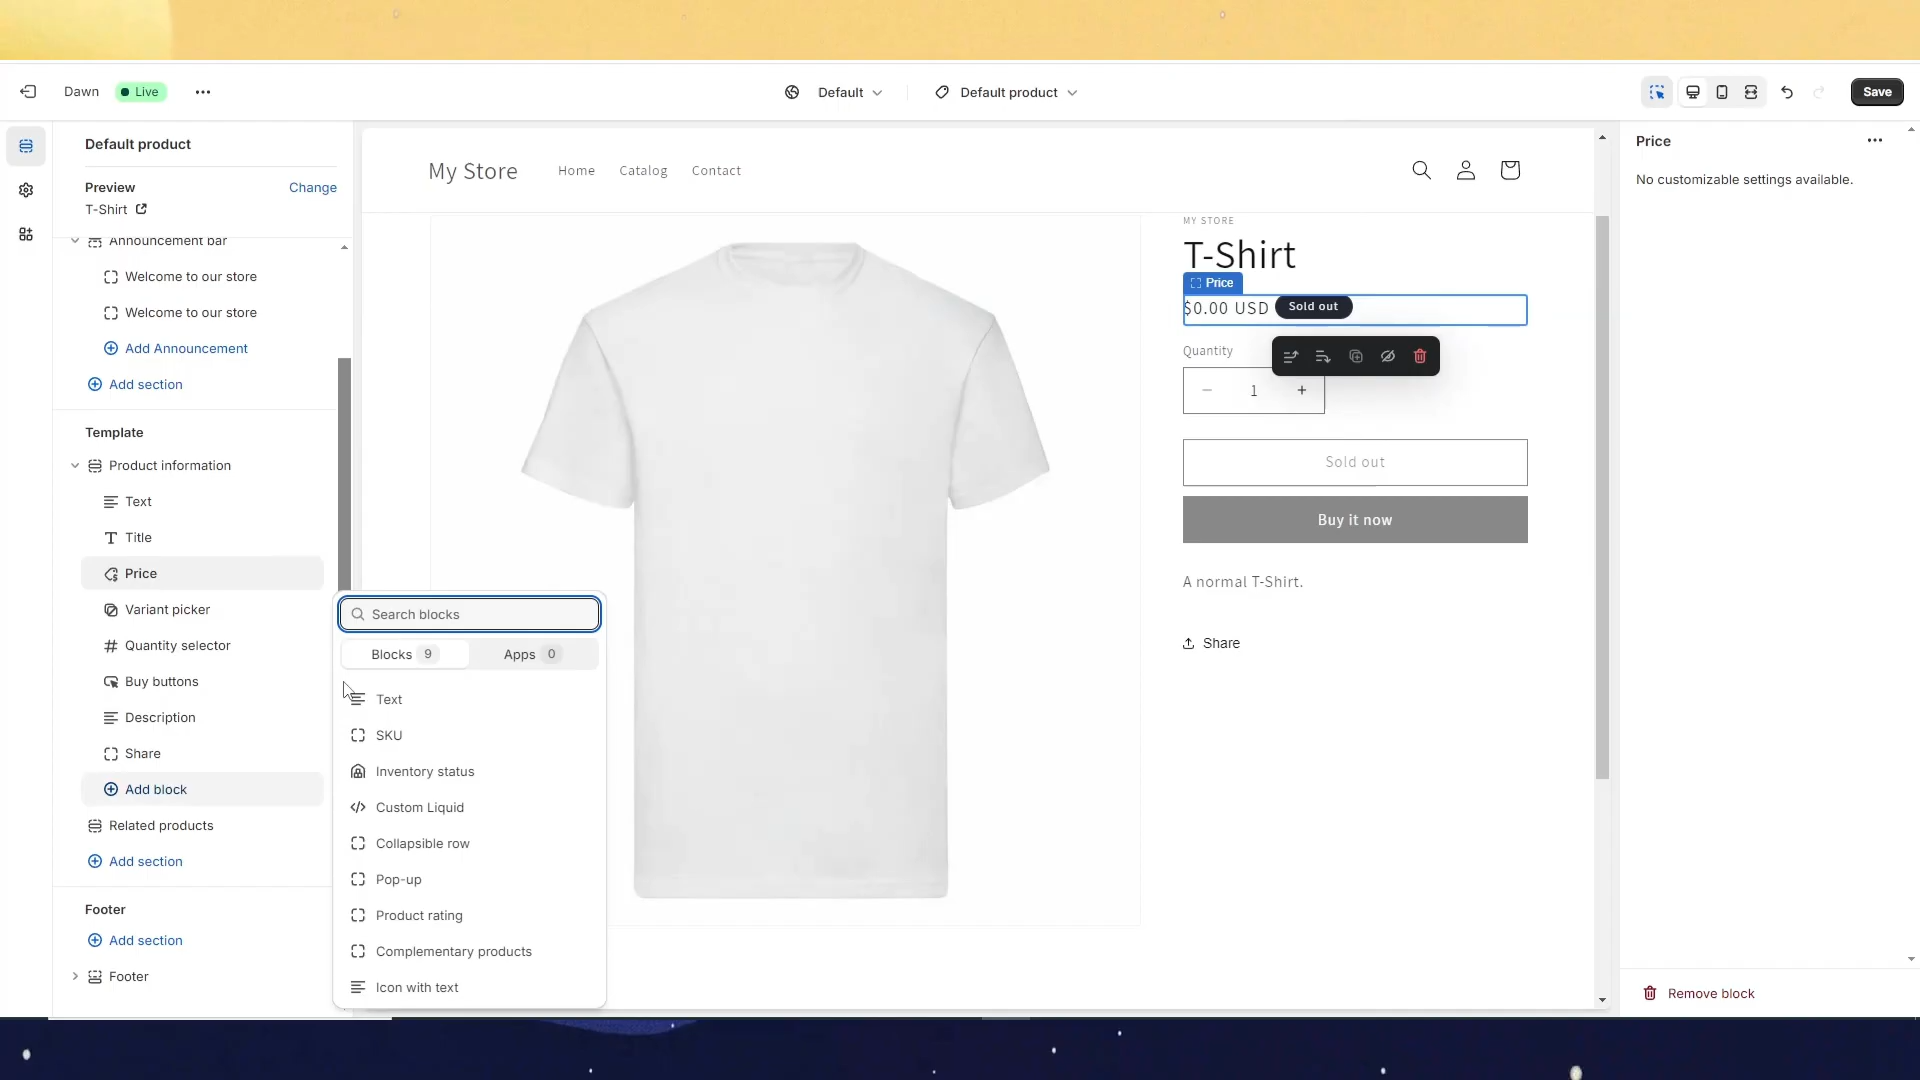 Dawn
Live
Default
Default product
Save
Default product
Preview
Change
T-Shirt
Announcement bar
Welcome to our store
Welcome to our store
Add Announcement
Add section
Template
Product information
Text
Title
Price
Variant picker
Quantity selector
Buy buttons
Description
Share
Add block
Related products
Add section
Footer
Add section
Footer
Search blocks
Blocks 9
Apps 0
Text
SKU
Inventory status
Custom Liquid
Collapsible row
Pop-up
Product rating
Complementary products
Icon with text
My Store
Home
Catalog
Contact
MY STORE
T-Shirt
Price
$0.00 USD
Sold out
Quantity
1
Sold out
Buy it now
A normal T-Shirt.
Share
Price
No customizable settings available.
Remove block